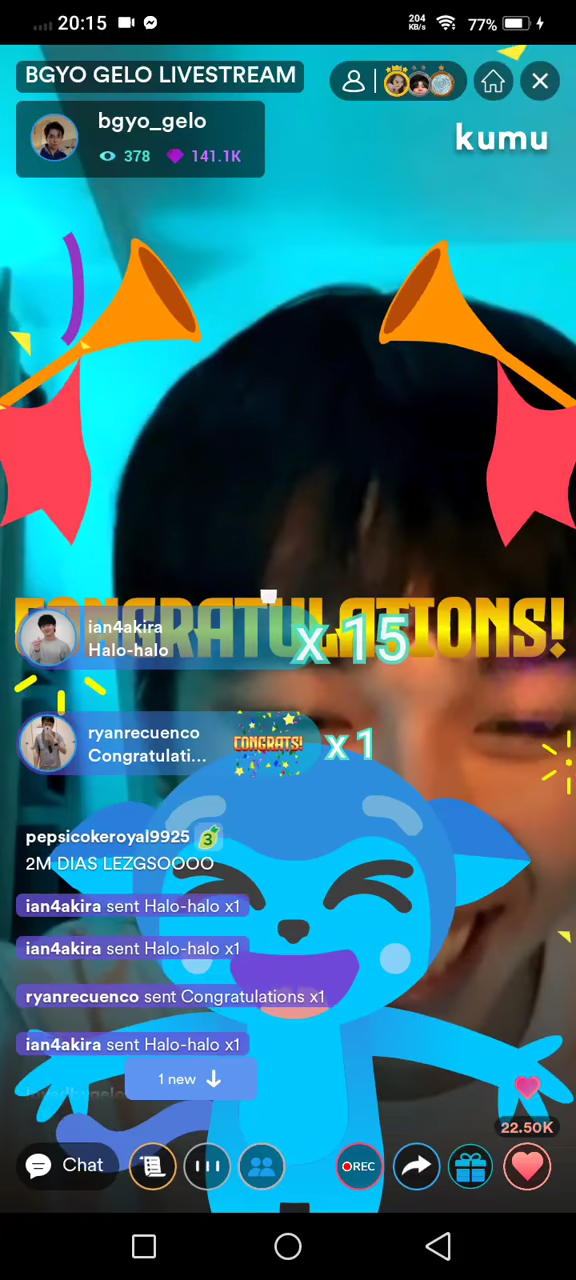 20:15
204
KB/s
77%
BGYO GELO LIVESTREAM
bgyo_gelo
378
141.1K
kumu
CONGRATULATIONS!
ian4akira
Halo-halo
x 15
ryanrecuenco
Congratulati...
CONGRATS!
x 1
pepsicokeroyal9925 3
2M DIAS LEZGSOOOO
ian4akira sent Halo-halo x1
ian4akira sent Halo-halo x1
ryanrecuenco sent Congratulations x1
ian4akira sent Halo-halo x1
1 new
22.50K
Chat
REC